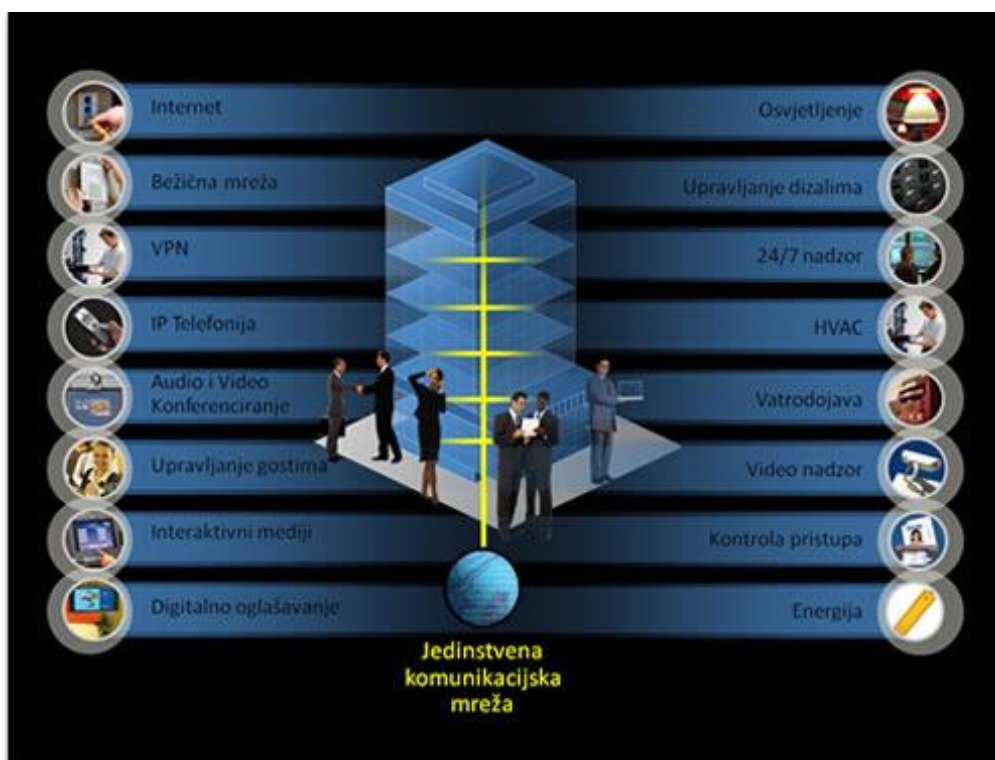 Internet
Bežična mreža
VPN
IP Telefonija
Audio i Video
Konferenciranje
Upravljanje gostima
Interaktivni mediji
Digitalno oglašavanje
Osvjetljenje
Upravljanje dizalima
24/7 nadzor
HVAC
Vatrodojava
Video nadzor
Kontrola pristupa
Energija
Jedinstvena
komunikacijska
mreža